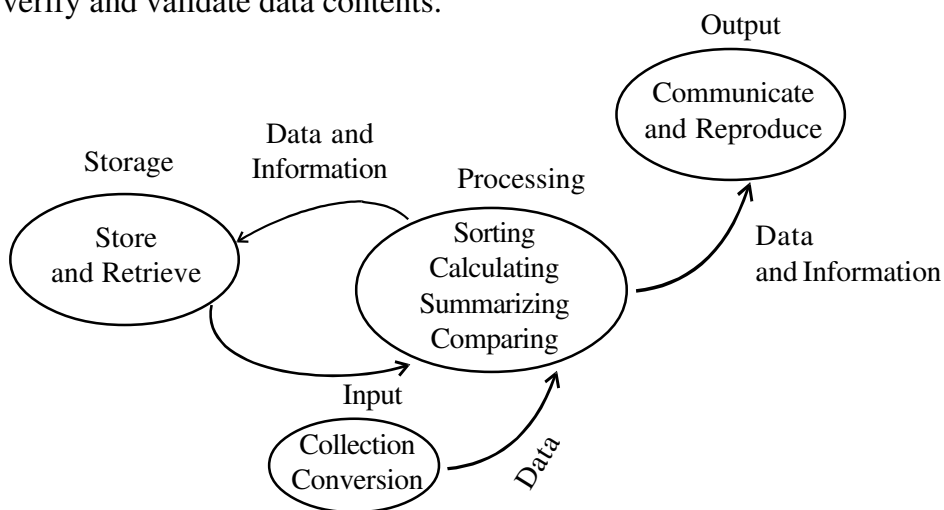 verify and validate data contents.
Output
Communicate
and Reproduce
Data and
Information
Storage
Processing
Store
and Retrieve
Sorting
Calculating
Summarizing
Comparing
Data
and Information
Input
Collection
Conversion
Data